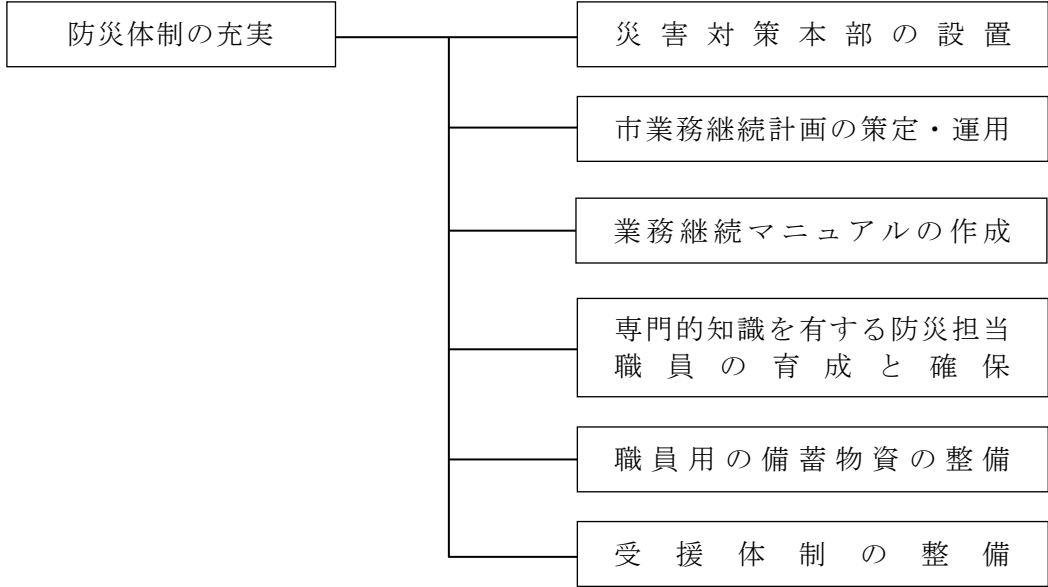 防災体制の充実
災害対策本部の設置
市業務継続計画の策定・運用
業務継続マニュアルの作成
専門的知識を有する防災担当
職員の育成と確保
職員用の備蓄物資の整備
受援体制の整備